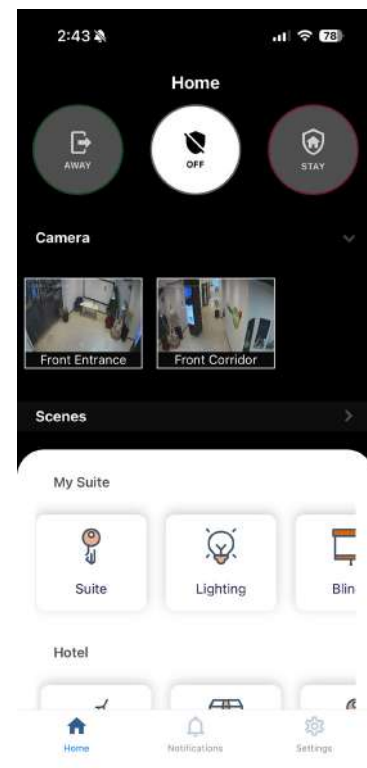 2:43
78
Home
AWAY
OFF
STAY
Camera
Front Entrance
Front Corridor
Scenes
My Suite
Suite
Lighting
Blin
Hotel
Home
Notifications
Settings